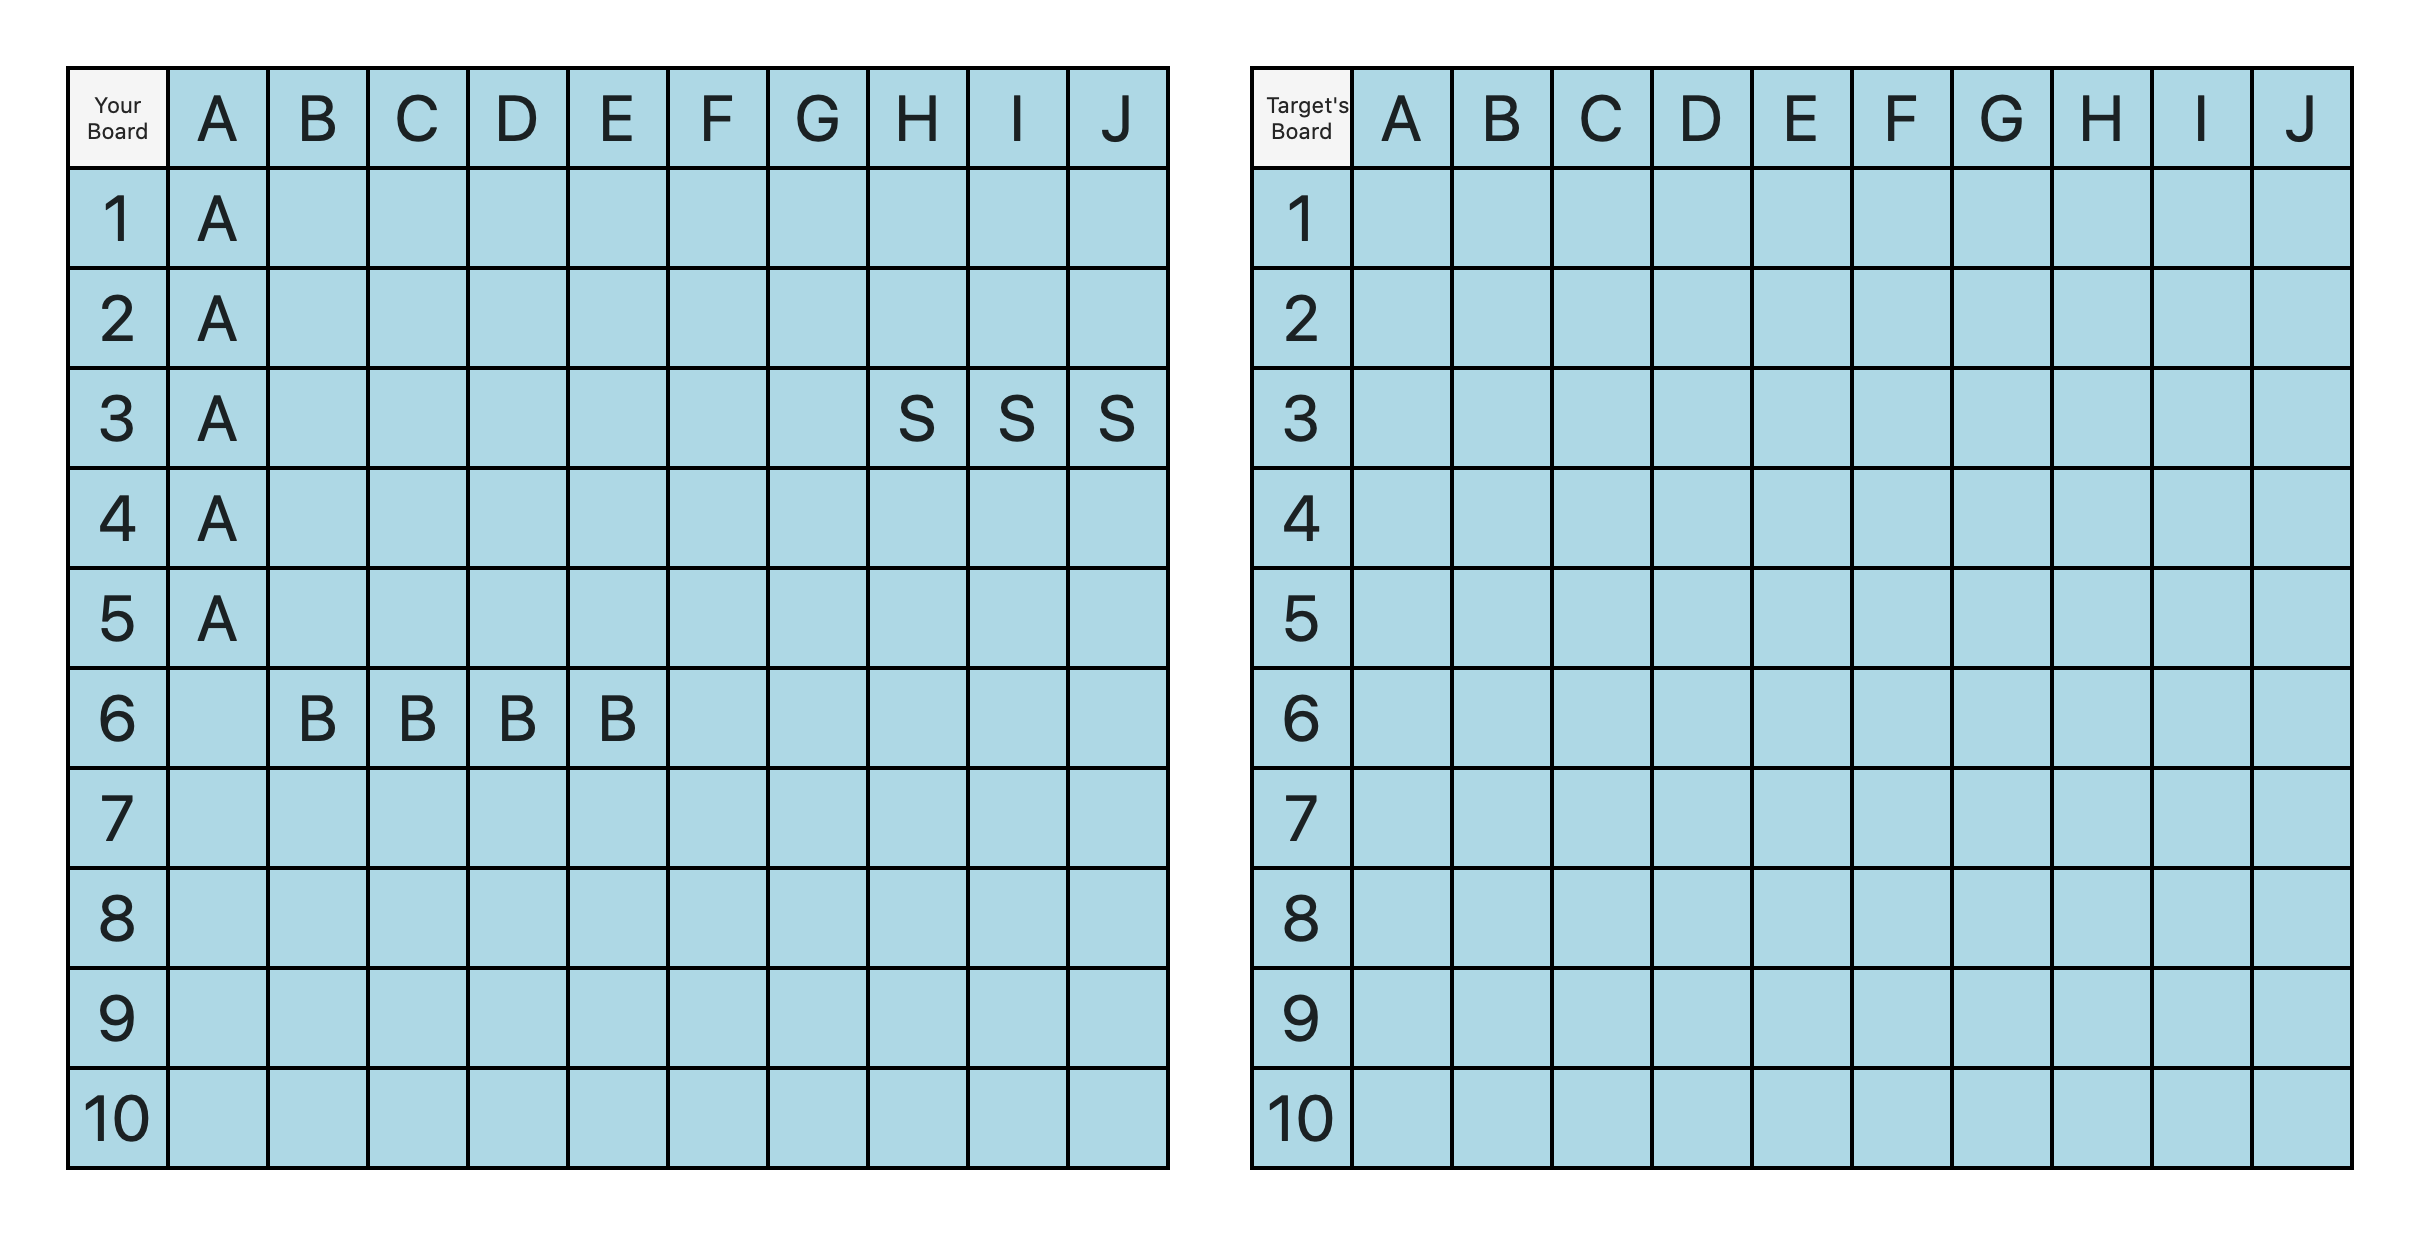 Your Board A B C D E F G H I J
1 A
2 A
3 A S S S
4 A
5 A
6 B B B B
7
8
9
10
Target's Board A B C D E F G H I J
1
2
3
4
5
6
7
8
9
10